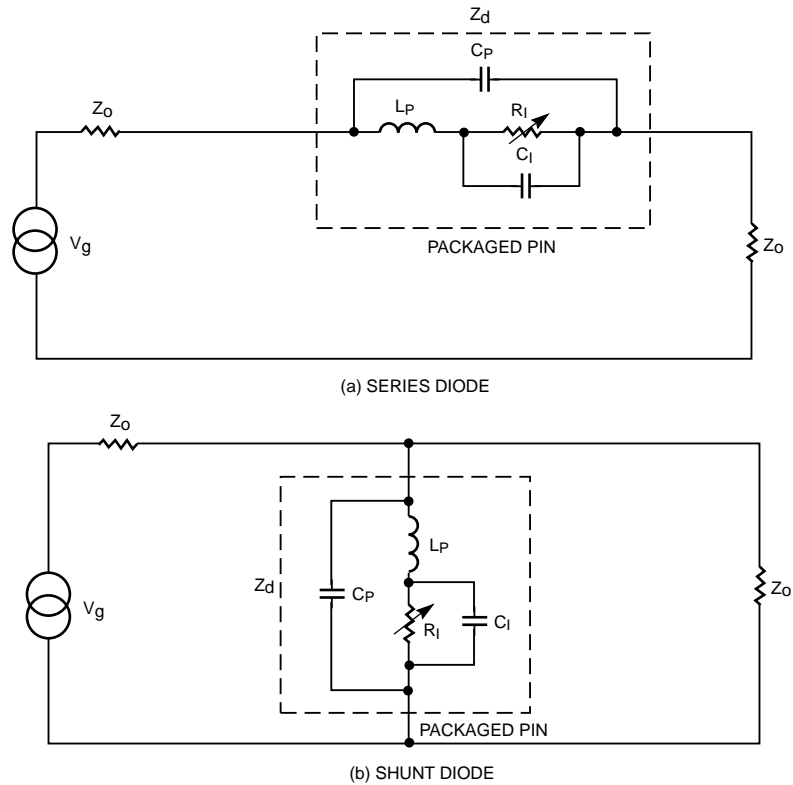 Zd
CP
Zo
LP
RI
CI
Vg
PACKAGED PIN
Zo
(a) SERIES DIODE
Zo
LP
Zd
CP
Zo
Vg
RI
CI
PACKAGED PIN
(b) SHUNT DIODE